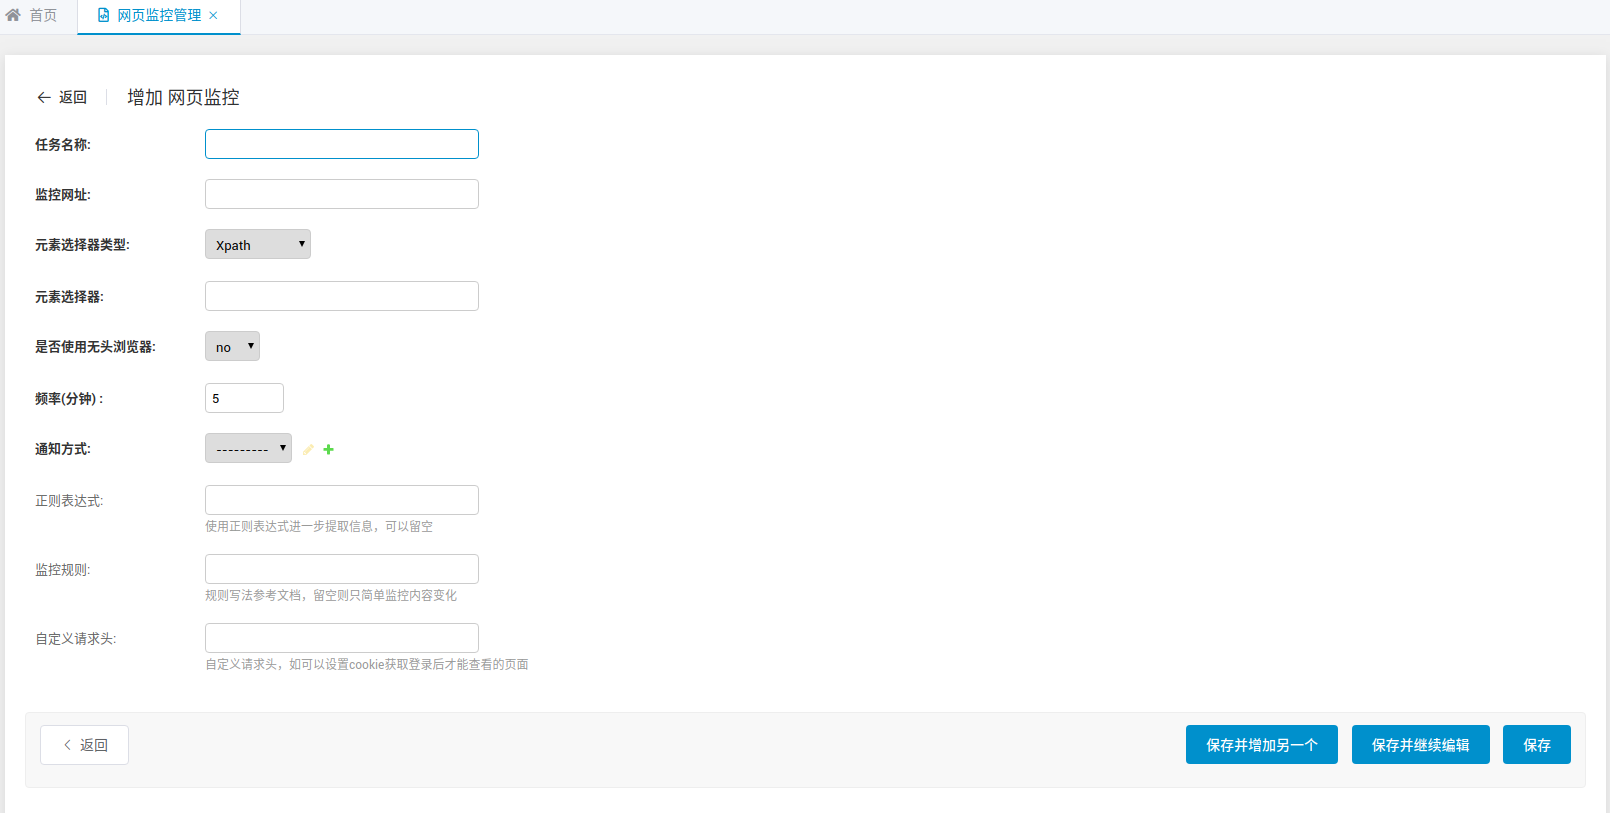 首页 网页监控管理 ×
返回 增加 网页监控
任务名称:
监控网址:
元素选择器类型: Xpath
元素选择器:
是否使用无头浏览器: no
频率(分钟) : 5
通知方式: ---------
正则表达式:
使用正则表达式进一步提取信息，可以留空
监控规则:
规则写法参考文档，留空则只简单监控内容变化
自定义请求头:
自定义请求头，如可以设置cookie获取登录后才能查看的页面
返回 保存并增加另一个 保存并继续编辑 保存